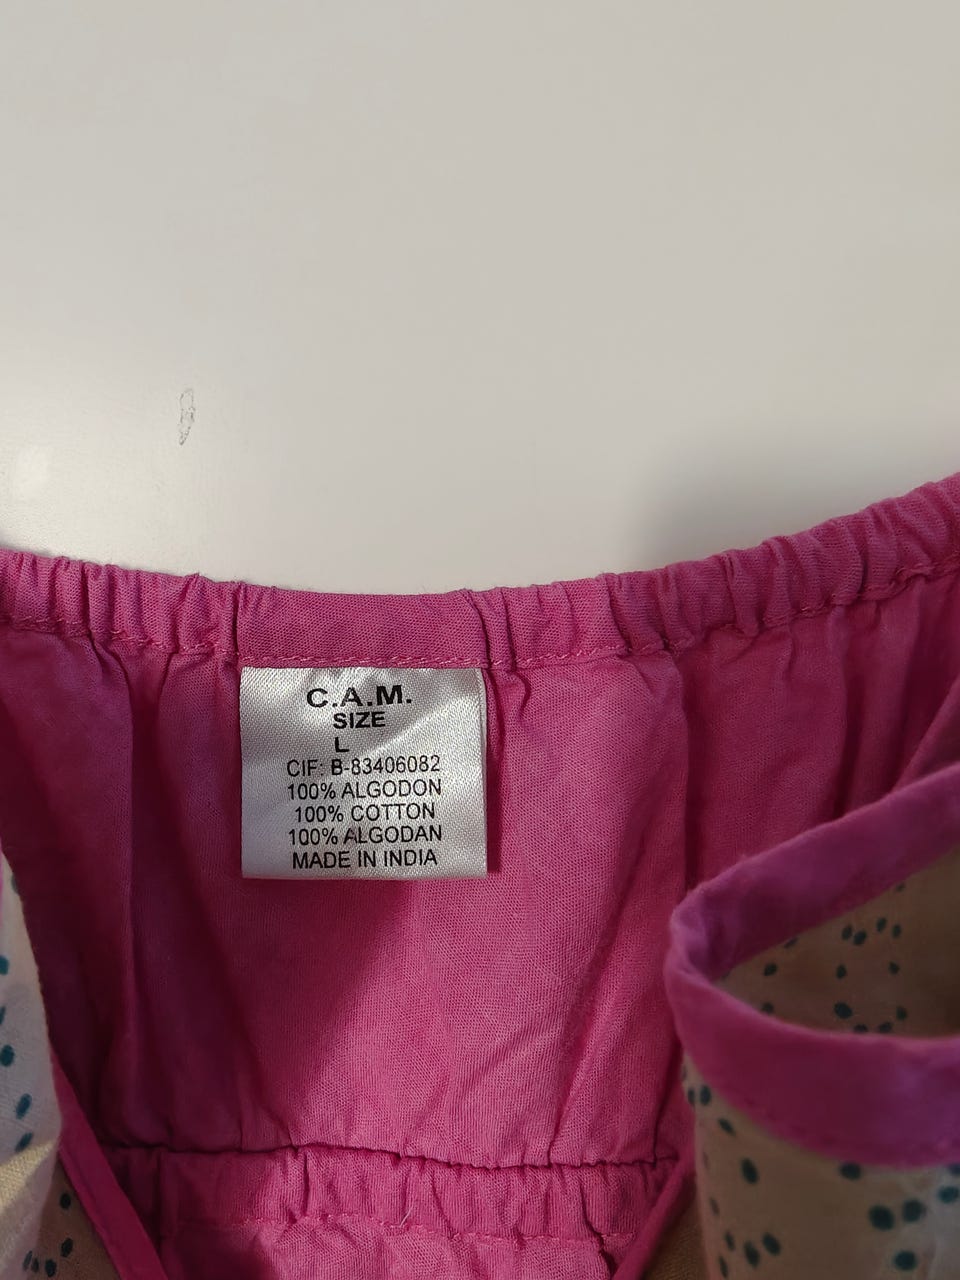 C.A.M.
SIZE
L
CIF: B-83406082
100% ALGODON
100% COTTON
100% ALGODAN
MADE IN INDIA